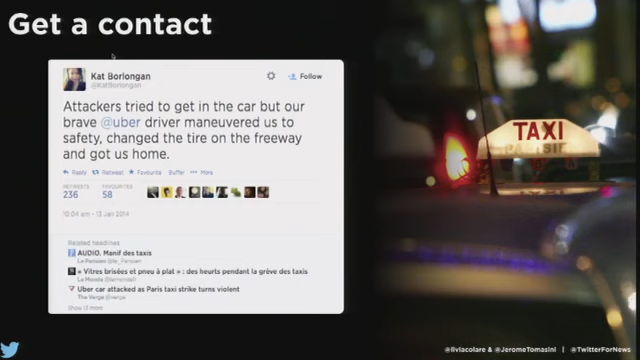 Get a contact
Kat Borlongan
@KatBorlongan
Follow
Attackers tried to get in the car but our
brave @uber driver maneuvered us to
safety, changed the tire on the freeway
and got us home.
Reply Retweet Favourite Buffer More
RETWEETS FAVOURITES
236 58
10:04 am - 13 Jan 2014
Related headlines
AUDIO. Manif des taxis
Le Parisien @le_Parisien
« Vitres brisées et pneu à plat » : des heurts pendant la grève des taxis
Le Monde @lemondefr
Uber car attacked as Paris taxi strike turns violent
The Verge @verge
TAXI
PARISIEN
@liviacolare & @JeromeTomasini | @TwitterForNews